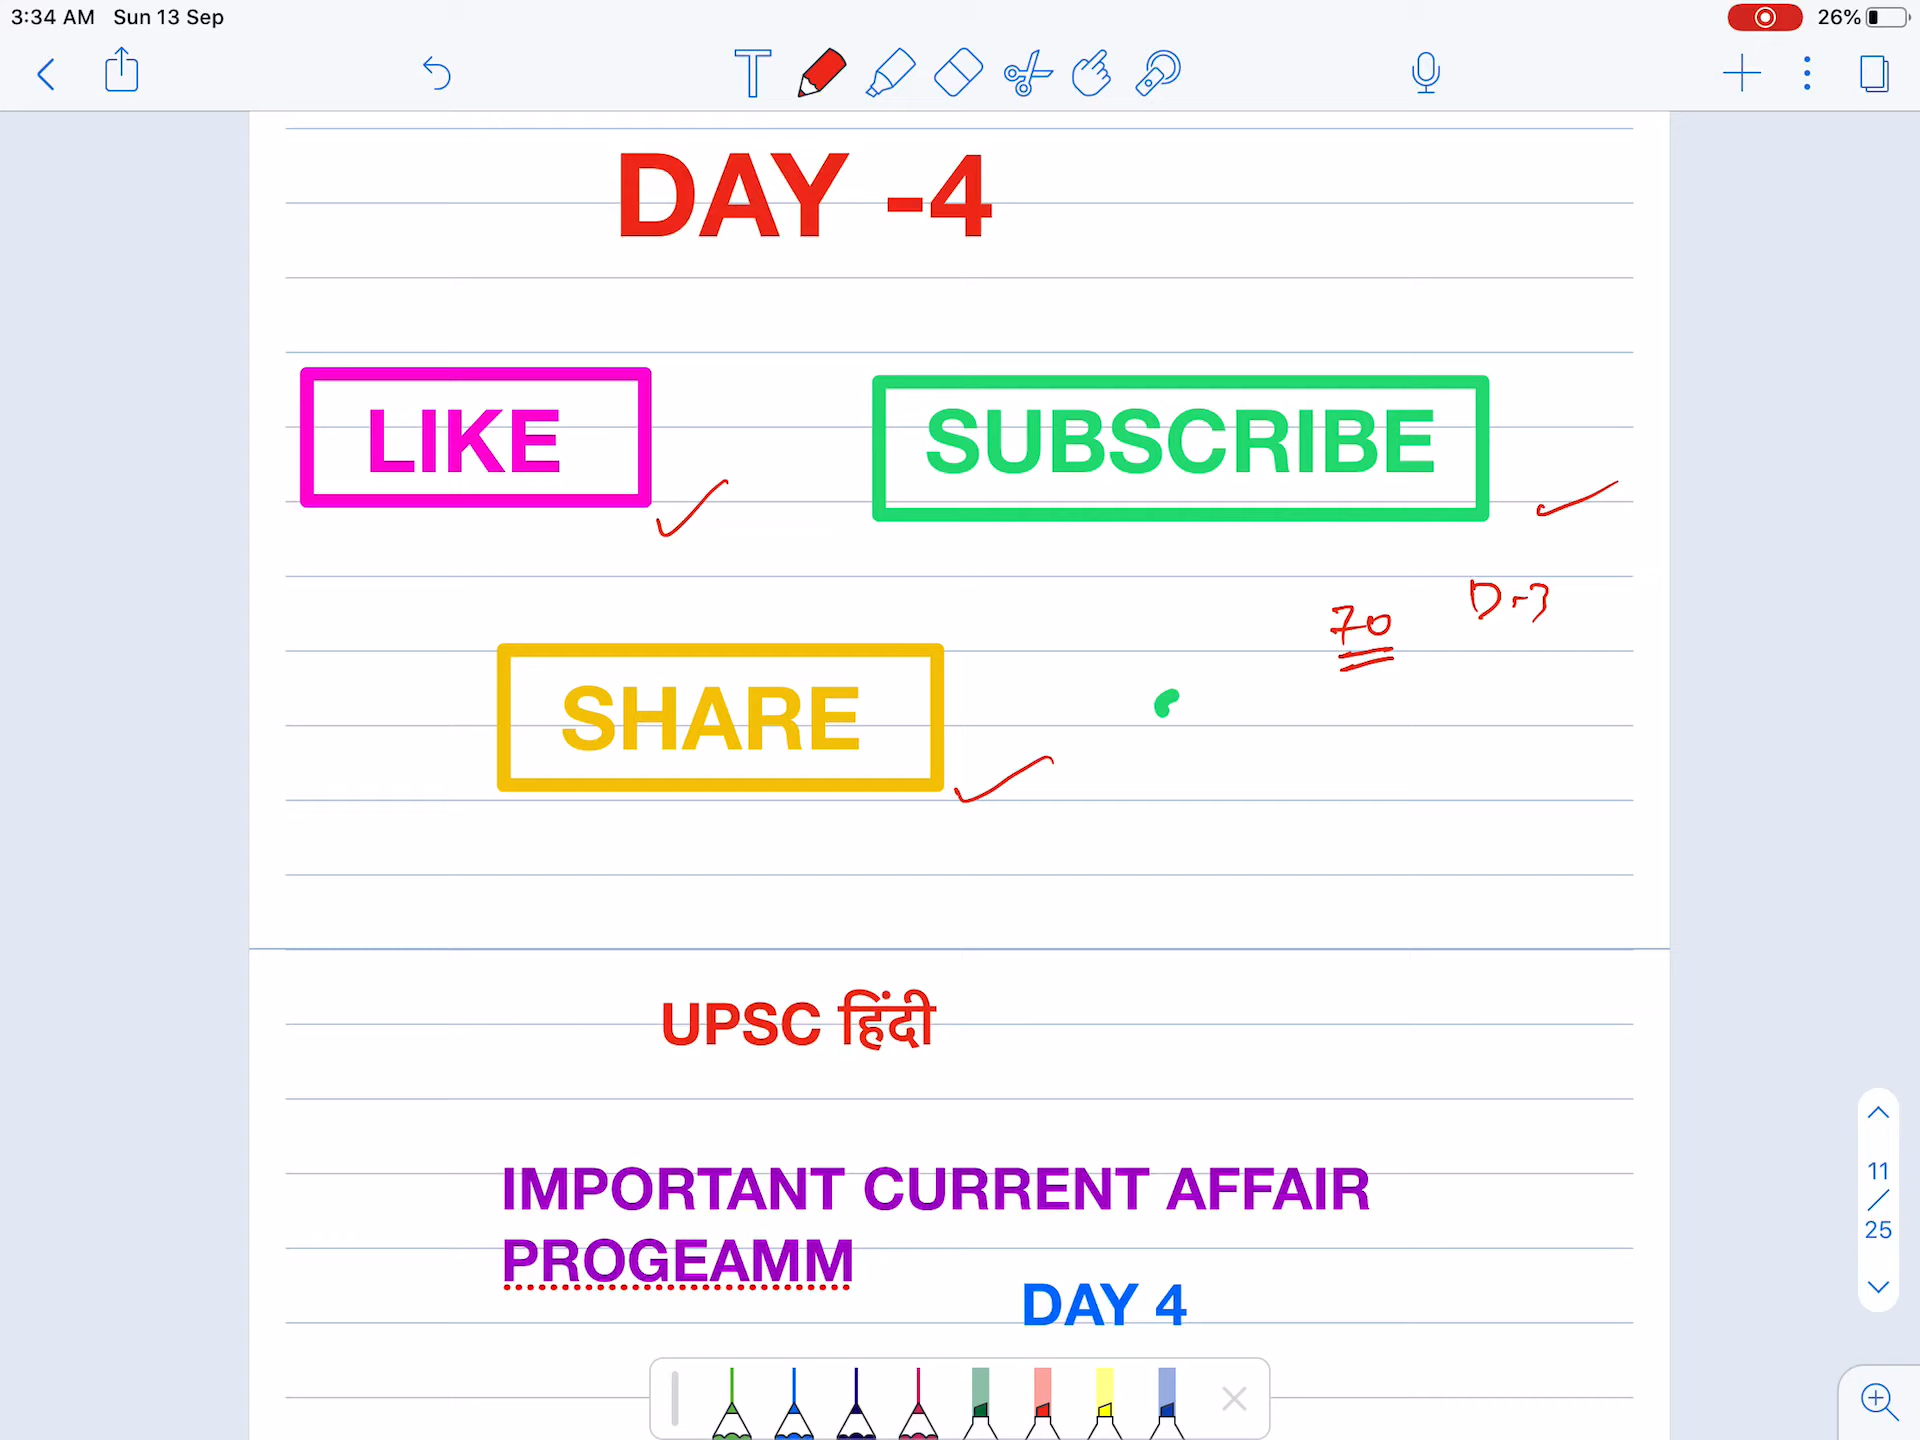 3:34 AM Sun 13 Sep
26%
DAY -4
LIKE
SUBSCRIBE
D-3
70
SHARE
UPSC हिंदी
IMPORTANT CURRENT AFFAIR
PROGEAMM
DAY 4
11
/
25